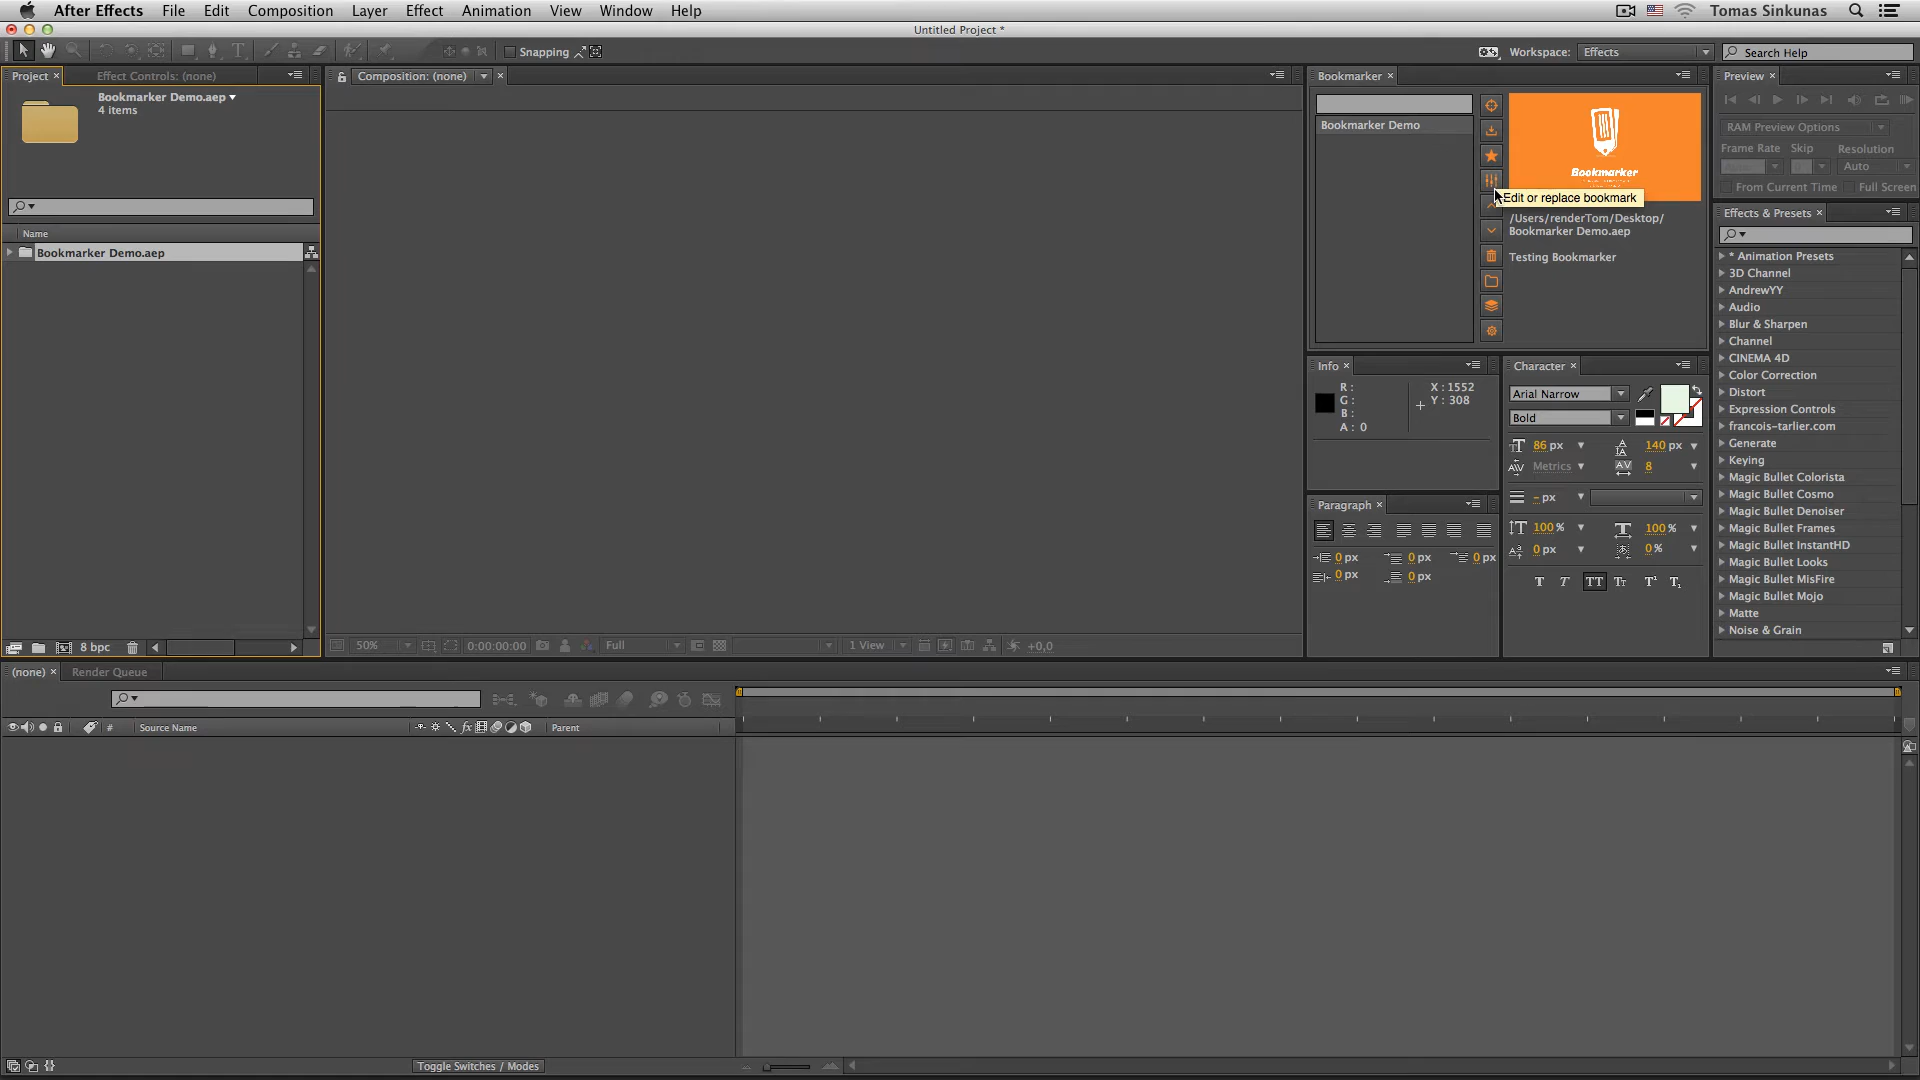 After Effects File Edit Composition Layer Effect Animation View Window Help Tomas Sinkunas
Untitled Project *
Snapping Workspace: Effects Search Help
Project × Effect Controls: (none)
Bookmarker Demo.aep
4 items
Name
Bookmarker Demo.aep
8 bpc
Composition: (none) ×
50% 0:00:00:00 Full 1 View +0,0
Bookmarker ×
Bookmarker Demo
Bookmarker
Edit or replace bookmark
/Users/renderTom/Desktop/
Bookmarker Demo.aep
Testing Bookmarker
Info ×
R : X : 1552
G : Y : 308
B :
A : 0
Paragraph ×
0 px 0 px 0 px
0 px 0 px
Character ×
Arial Narrow
Bold
86 px 140 px
Metrics 8
- px
100 % 100 %
0 px 0 %
T T TT Tt T¹ T₁
Preview ×
RAM Preview Options
Frame Rate Skip Resolution
Auto
From Current Time Full Screen
Effects & Presets ×
* Animation Presets
3D Channel
AndrewYY
Audio
Blur & Sharpen
Channel
CINEMA 4D
Color Correction
Distort
Expression Controls
francois-tarlier.com
Generate
Keying
Magic Bullet Colorista
Magic Bullet Cosmo
Magic Bullet Denoiser
Magic Bullet Frames
Magic Bullet InstantHD
Magic Bullet Looks
Magic Bullet MisFire
Magic Bullet Mojo
Matte
Noise & Grain
(none) × Render Queue
# Source Name fx Parent
Toggle Switches / Modes